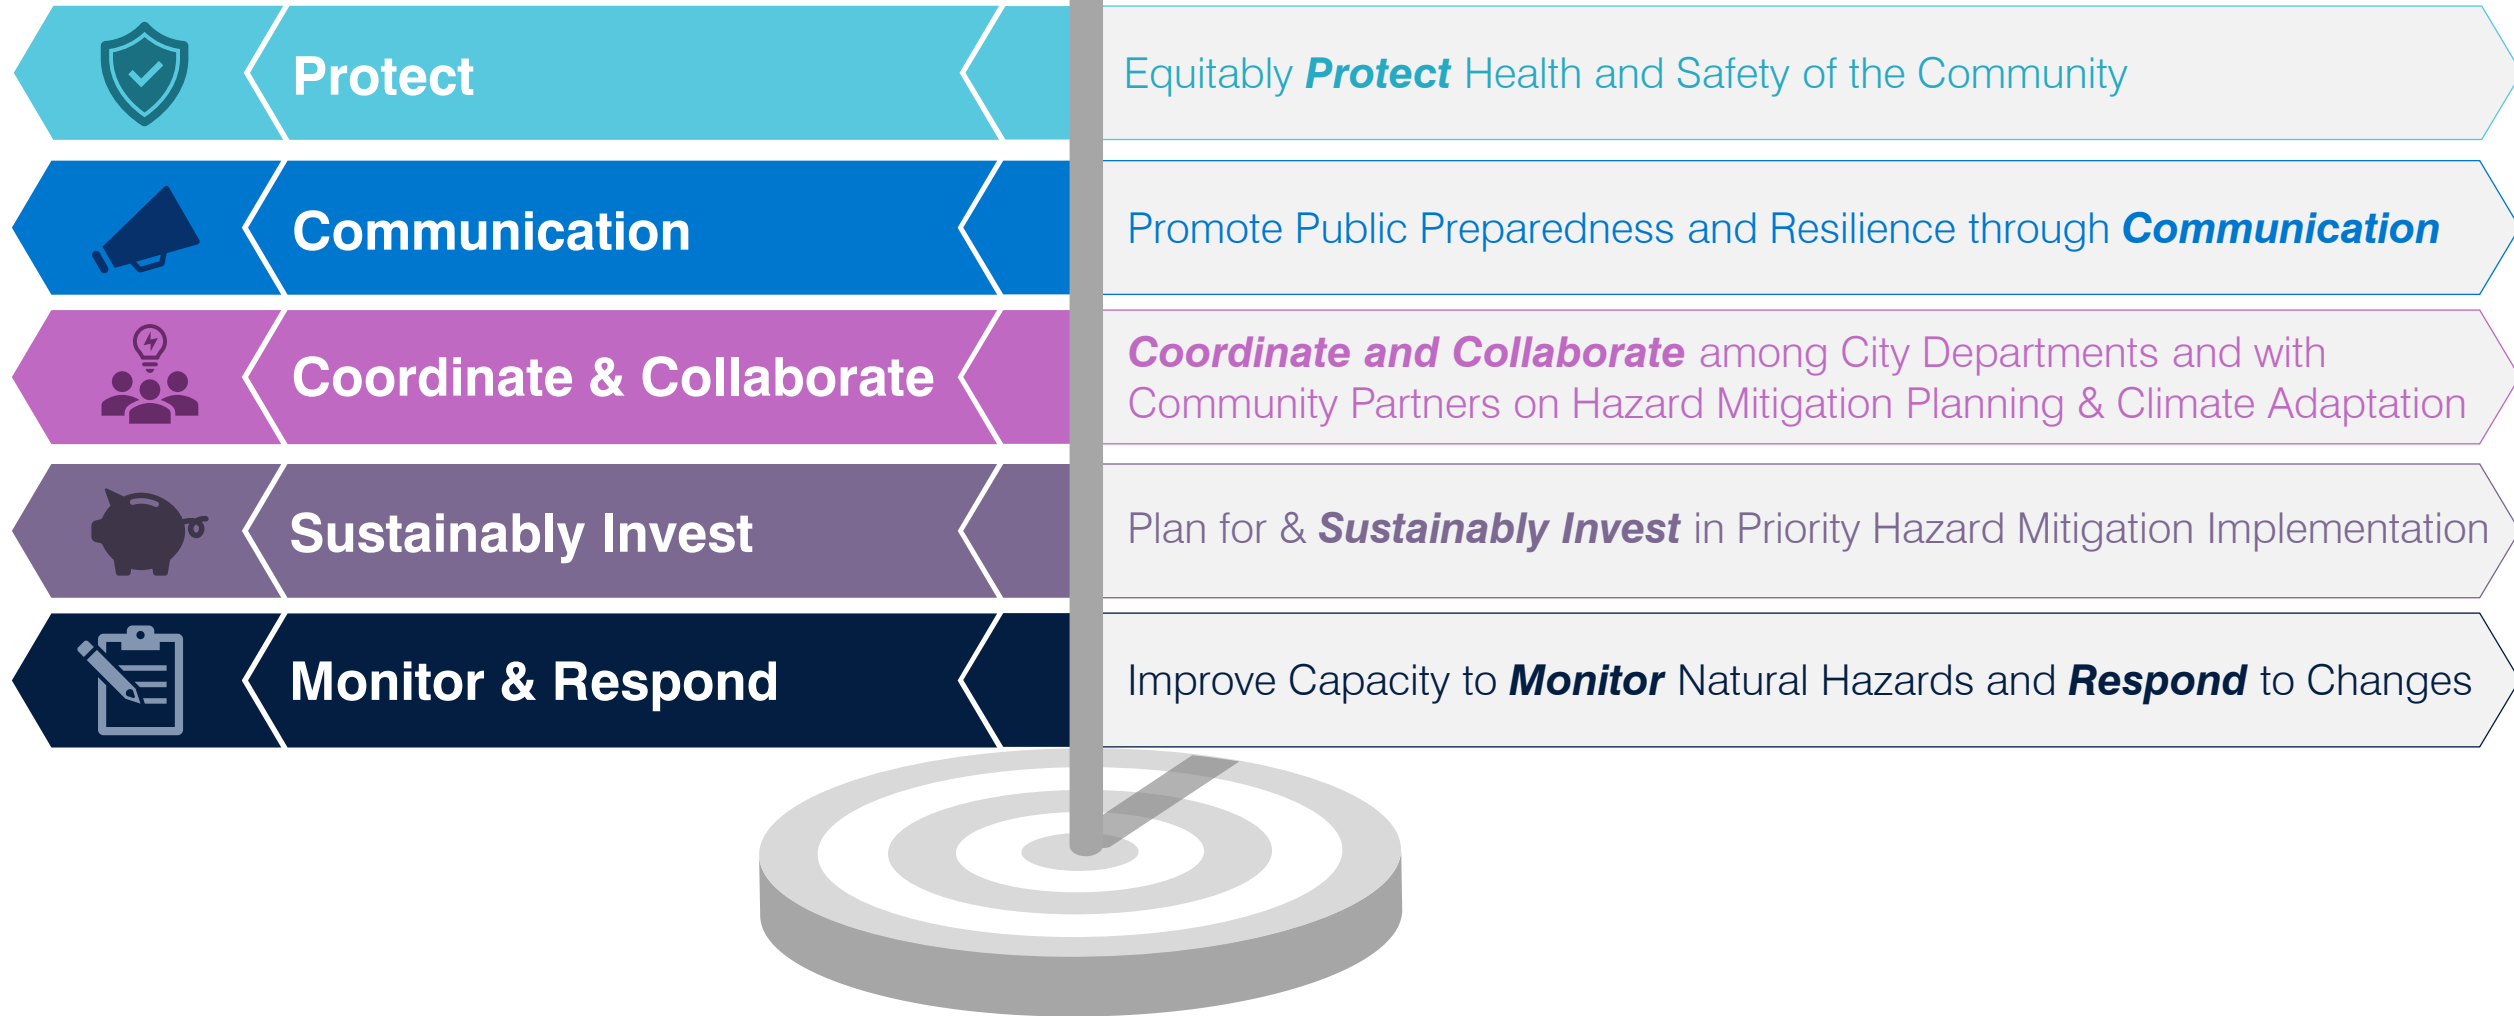 Protect
Equitably Protect Health and Safety of the Community
Communication
Promote Public Preparedness and Resilience through Communication
Coordinate & Collaborate
Coordinate and Collaborate among City Departments and with
Community Partners on Hazard Mitigation Planning & Climate Adaptation
Sustainably Invest
Plan for & Sustainably Invest in Priority Hazard Mitigation Implementation
Monitor & Respond
Improve Capacity to Monitor Natural Hazards and Respond to Changes